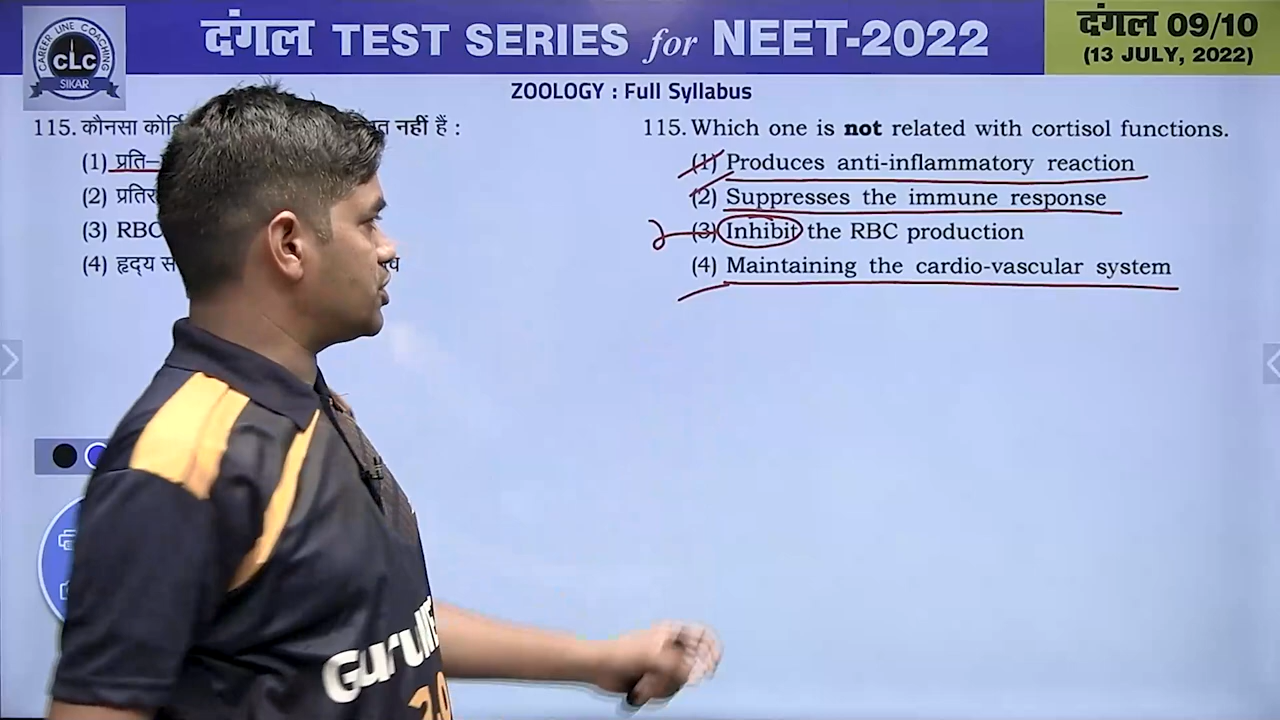 CAREER LINE COACHING
CLC
SIKAR
दंगल TEST SERIES for NEET-2022
दंगल 09/10
(13 JULY, 2022)
ZOOLOGY : Full Syllabus
115. कौनसा नहीं हैं :
(1) प्रति–
(2)
(3) RBC
(4) हृद्य
115. Which one is not related with cortisol functions.
(1) Produces anti-inflammatory reaction
(2) Suppresses the immune response
(3) Inhibit the RBC production
(4) Maintaining the cardio-vascular system